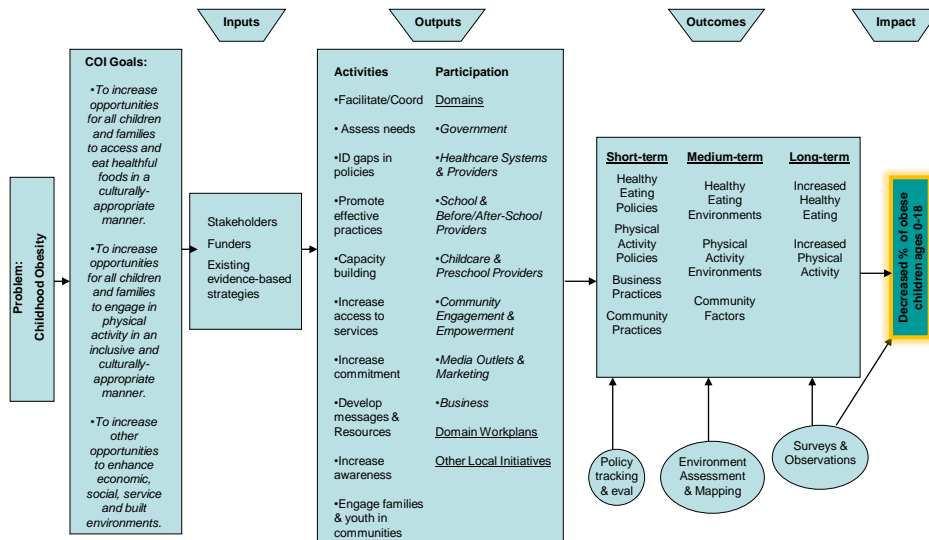 Inputs
Outputs
Outcomes
Impact
Problem:
Childhood Obesity
COI Goals:
•To increase
opportunities
for all children
and families
to access and
eat healthful
foods in a
culturally-
appropriate
manner.
•To increase
opportunities
for all children
and families
to engage in
physical
activity in an
inclusive and
culturally-
appropriate
manner.
•To increase
other
opportunities
to enhance
economic,
social, service
and built
environments.
Stakeholders
Funders
Existing
evidence-based
strategies
Activities
•Facilitate/Coord
• Assess needs
•ID gaps in
policies
•Promote
effective
practices
•Capacity
building
•Increase
access to
services
•Increase
commitment
•Develop
messages &
Resources
•Increase
awareness
•Engage families
& youth in
communities
Participation
Domains
•Government
•Healthcare Systems
& Providers
•School &
Before/After-School
Providers
•Childcare &
Preschool Providers
•Community
Engagement &
Empowerment
•Media Outlets &
Marketing
•Business
Domain Workplans
Other Local Initiatives
Short-term
Healthy
Eating
Policies
Physical
Activity
Policies
Business
Practices
Community
Practices
Medium-term
Healthy
Eating
Environments
Physical
Activity
Environments
Community
Factors
Long-term
Increased
Healthy
Eating
Increased
Physical
Activity
Decreased % of obese
children ages 0-18
Policy
tracking
& eval
Environment
Assessment
& Mapping
Surveys &
Observations